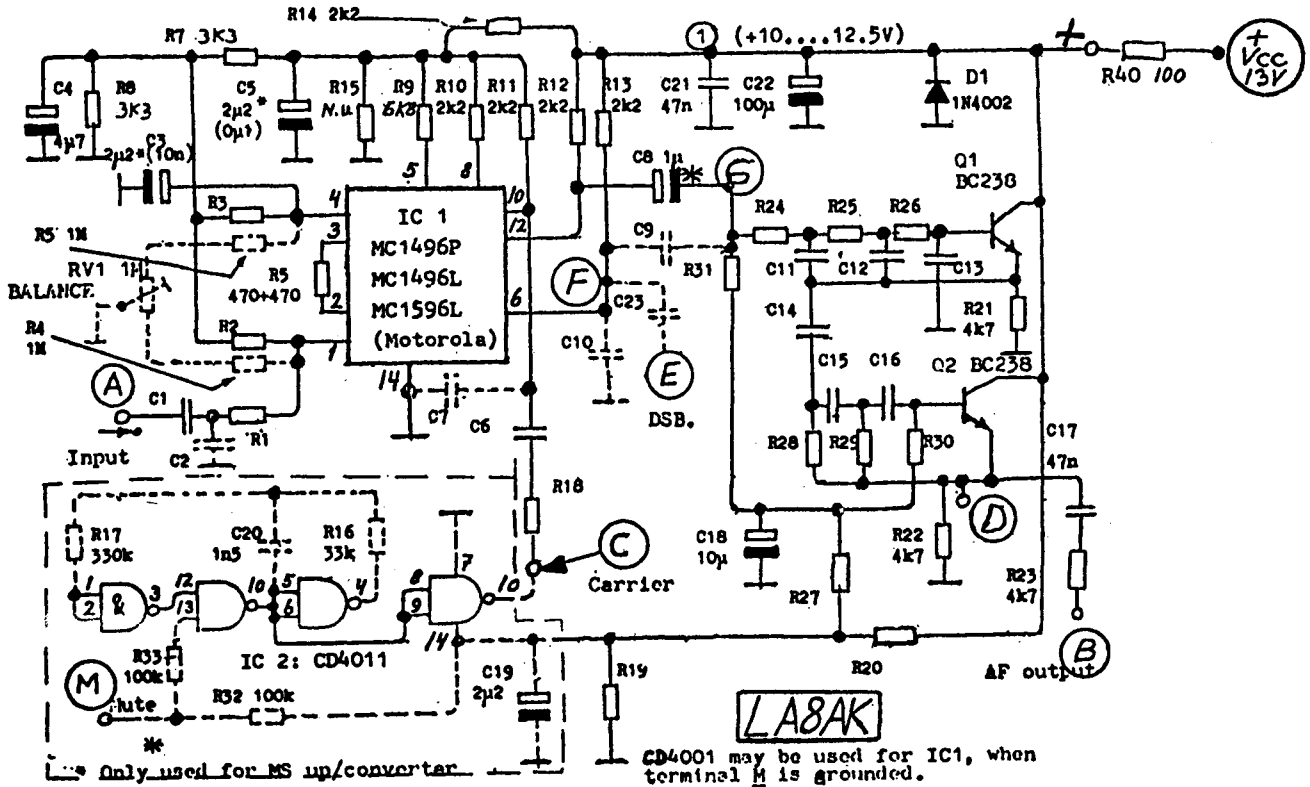 R14 2k2
1 (+10....12.5V)
+
VCC
13V
R40 100
R7 3K3
C4
4µ7
R8
3K3
C5
2µ2*
(0µ1)
R15
N.U
R9
6K8
R10
2k2
R11
2k2
R12
2k2
R13
2k2
C21
47n
C22
100µ
D1
1N4002
C3
2µ2*(10n)
5
8
C8 1µ
*
G
Q1
BC238
R3
4
IC 1
10
12
R24
R25
R26
R5 1M
3
MC1496P
C9
R31
C11
C12
C13
RV1
BALANCE
R5
470+470
MC1496L
F
C23
2
MC1596L
6
C14
R21
4k7
R4
1M
R2
1
(Motorola)
C10
E
DSB.
C15
C16
Q2 BC238
A
14
C7
C6
C1
R1
C2
Input
R28
R29
R30
C17
47n
R18
D
R17
330k
C20
1n5
R16
33k
7
C
Carrier
C18
10µ
R22
4k7
R23
4k7
1
2
&
3
12
13
10
5
6
4
8
9
10
R27
14
R33
100k
IC 2: CD4011
R20
B
AF output
M
Mute
R32 100k
C19
2µ2
R19
LA8AK
*
* Only used for MS up/converter
CD4001 may be used for IC1, when
terminal M is grounded.